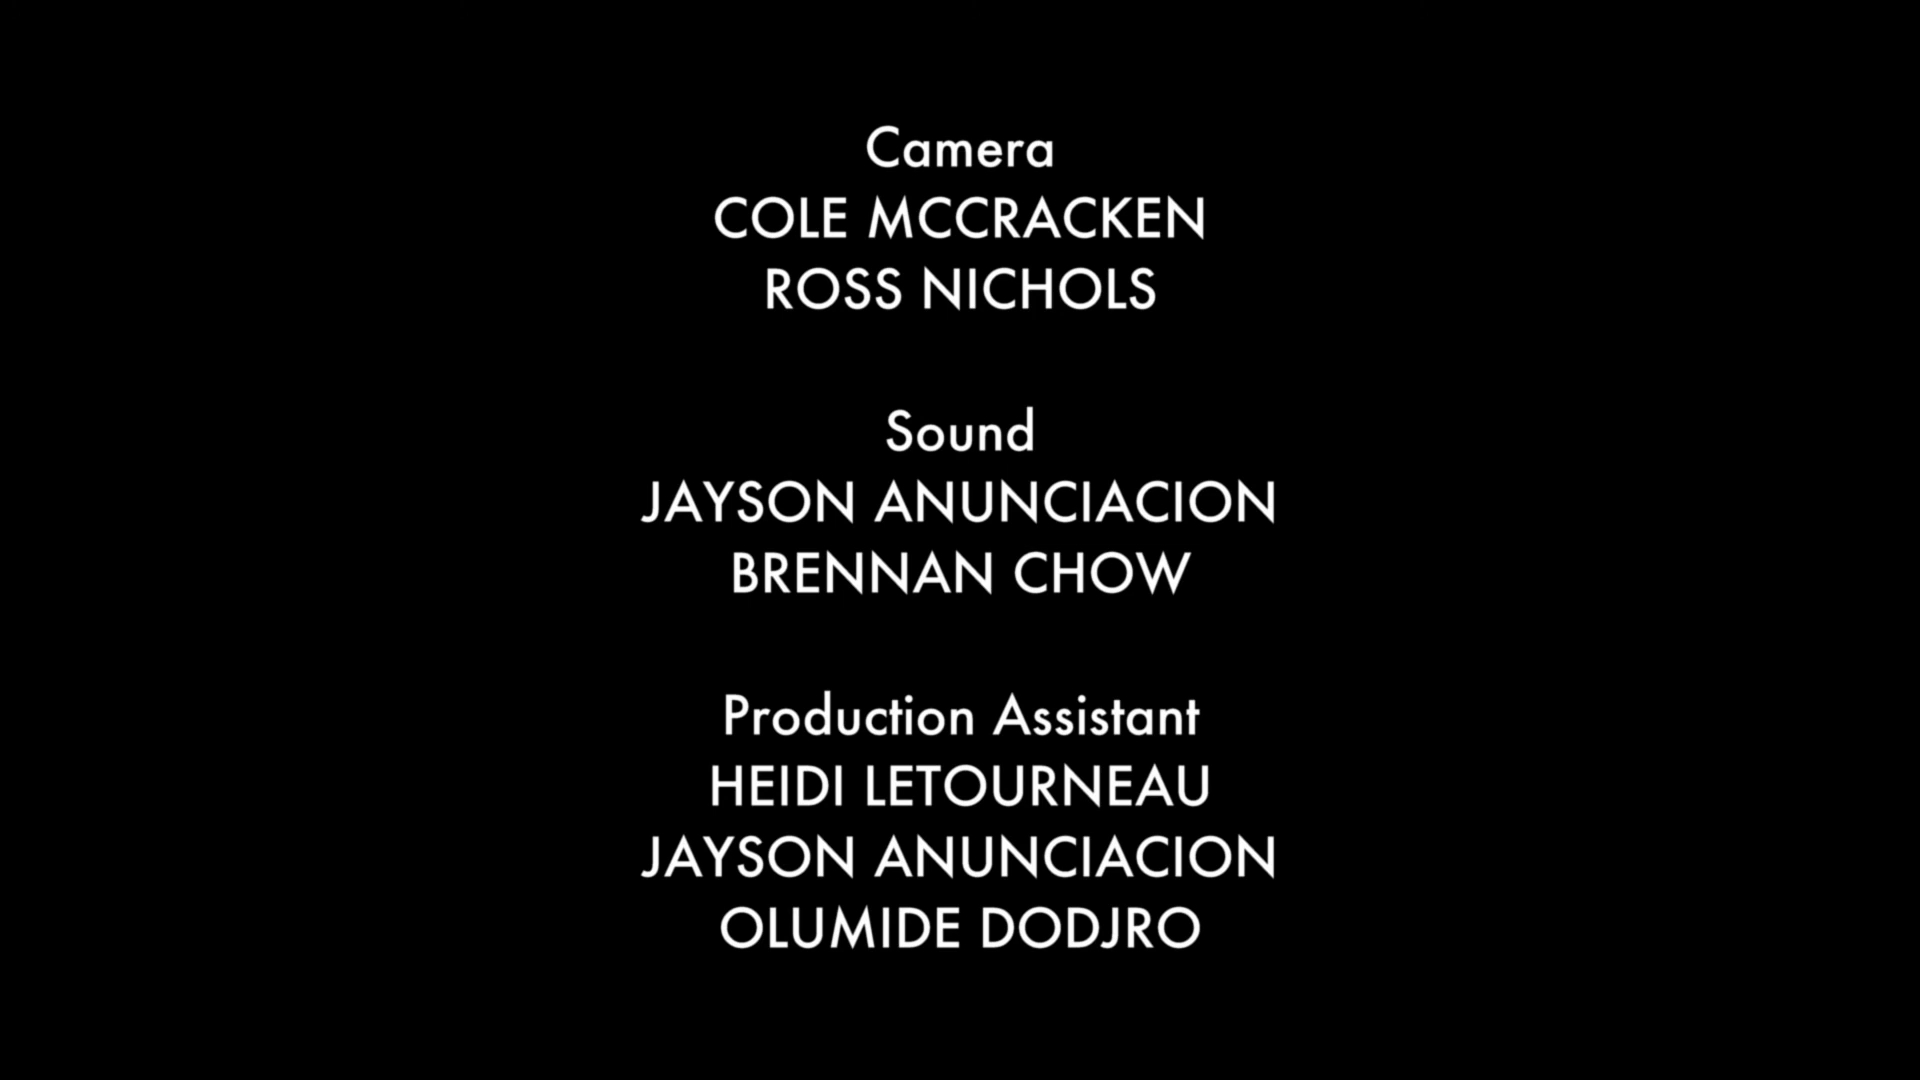 Camera
COLE MCCRACKEN
ROSS NICHOLS
Sound
JAYSON ANUNCIACION
BRENNAN CHOW
Production Assistant
HEIDI LETOURNEAU
JAYSON ANUNCIACION
OLUMIDE DODJRO